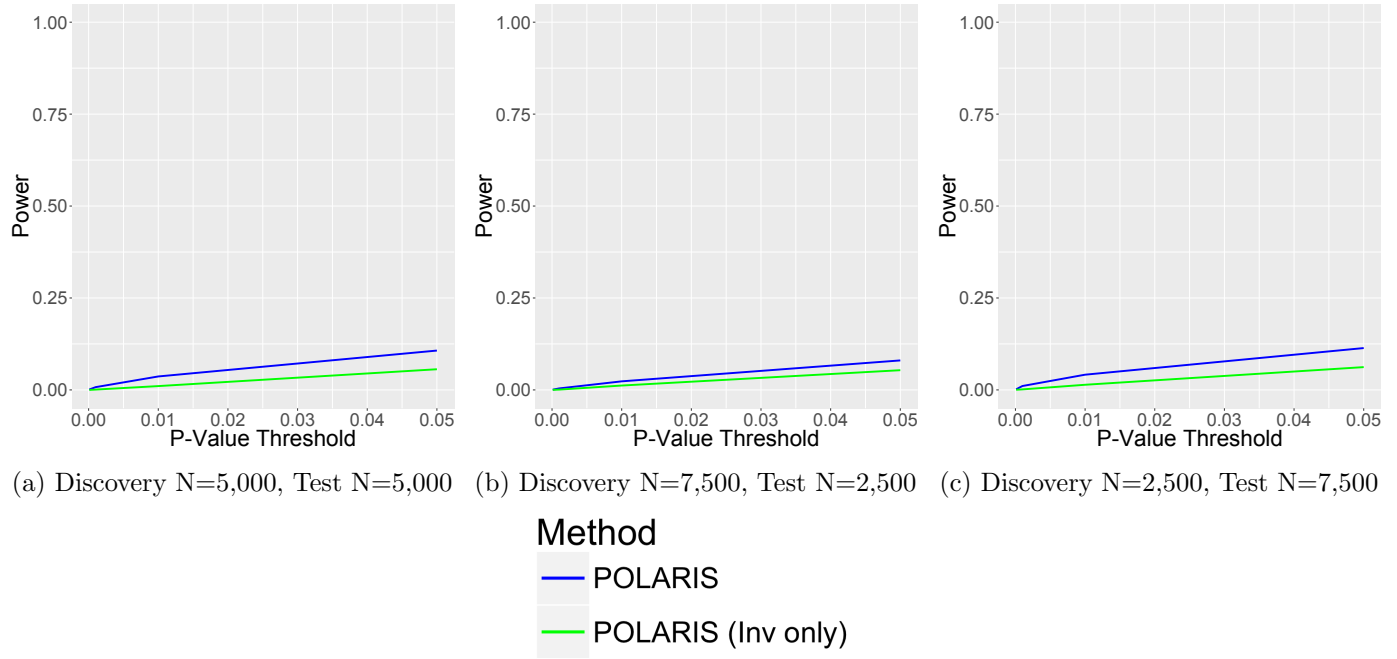 1.00
0.75
0.50
0.25
0.00
Power
0.00 0.01 0.02 0.03 0.04 0.05
P-Value Threshold
(a) Discovery N=5,000, Test N=5,000
1.00
0.75
0.50
0.25
0.00
Power
0.00 0.01 0.02 0.03 0.04 0.05
P-Value Threshold
(b) Discovery N=7,500, Test N=2,500
1.00
0.75
0.50
0.25
0.00
Power
0.00 0.01 0.02 0.03 0.04 0.05
P-Value Threshold
(c) Discovery N=2,500, Test N=7,500
Method
POLARIS
POLARIS (Inv only)